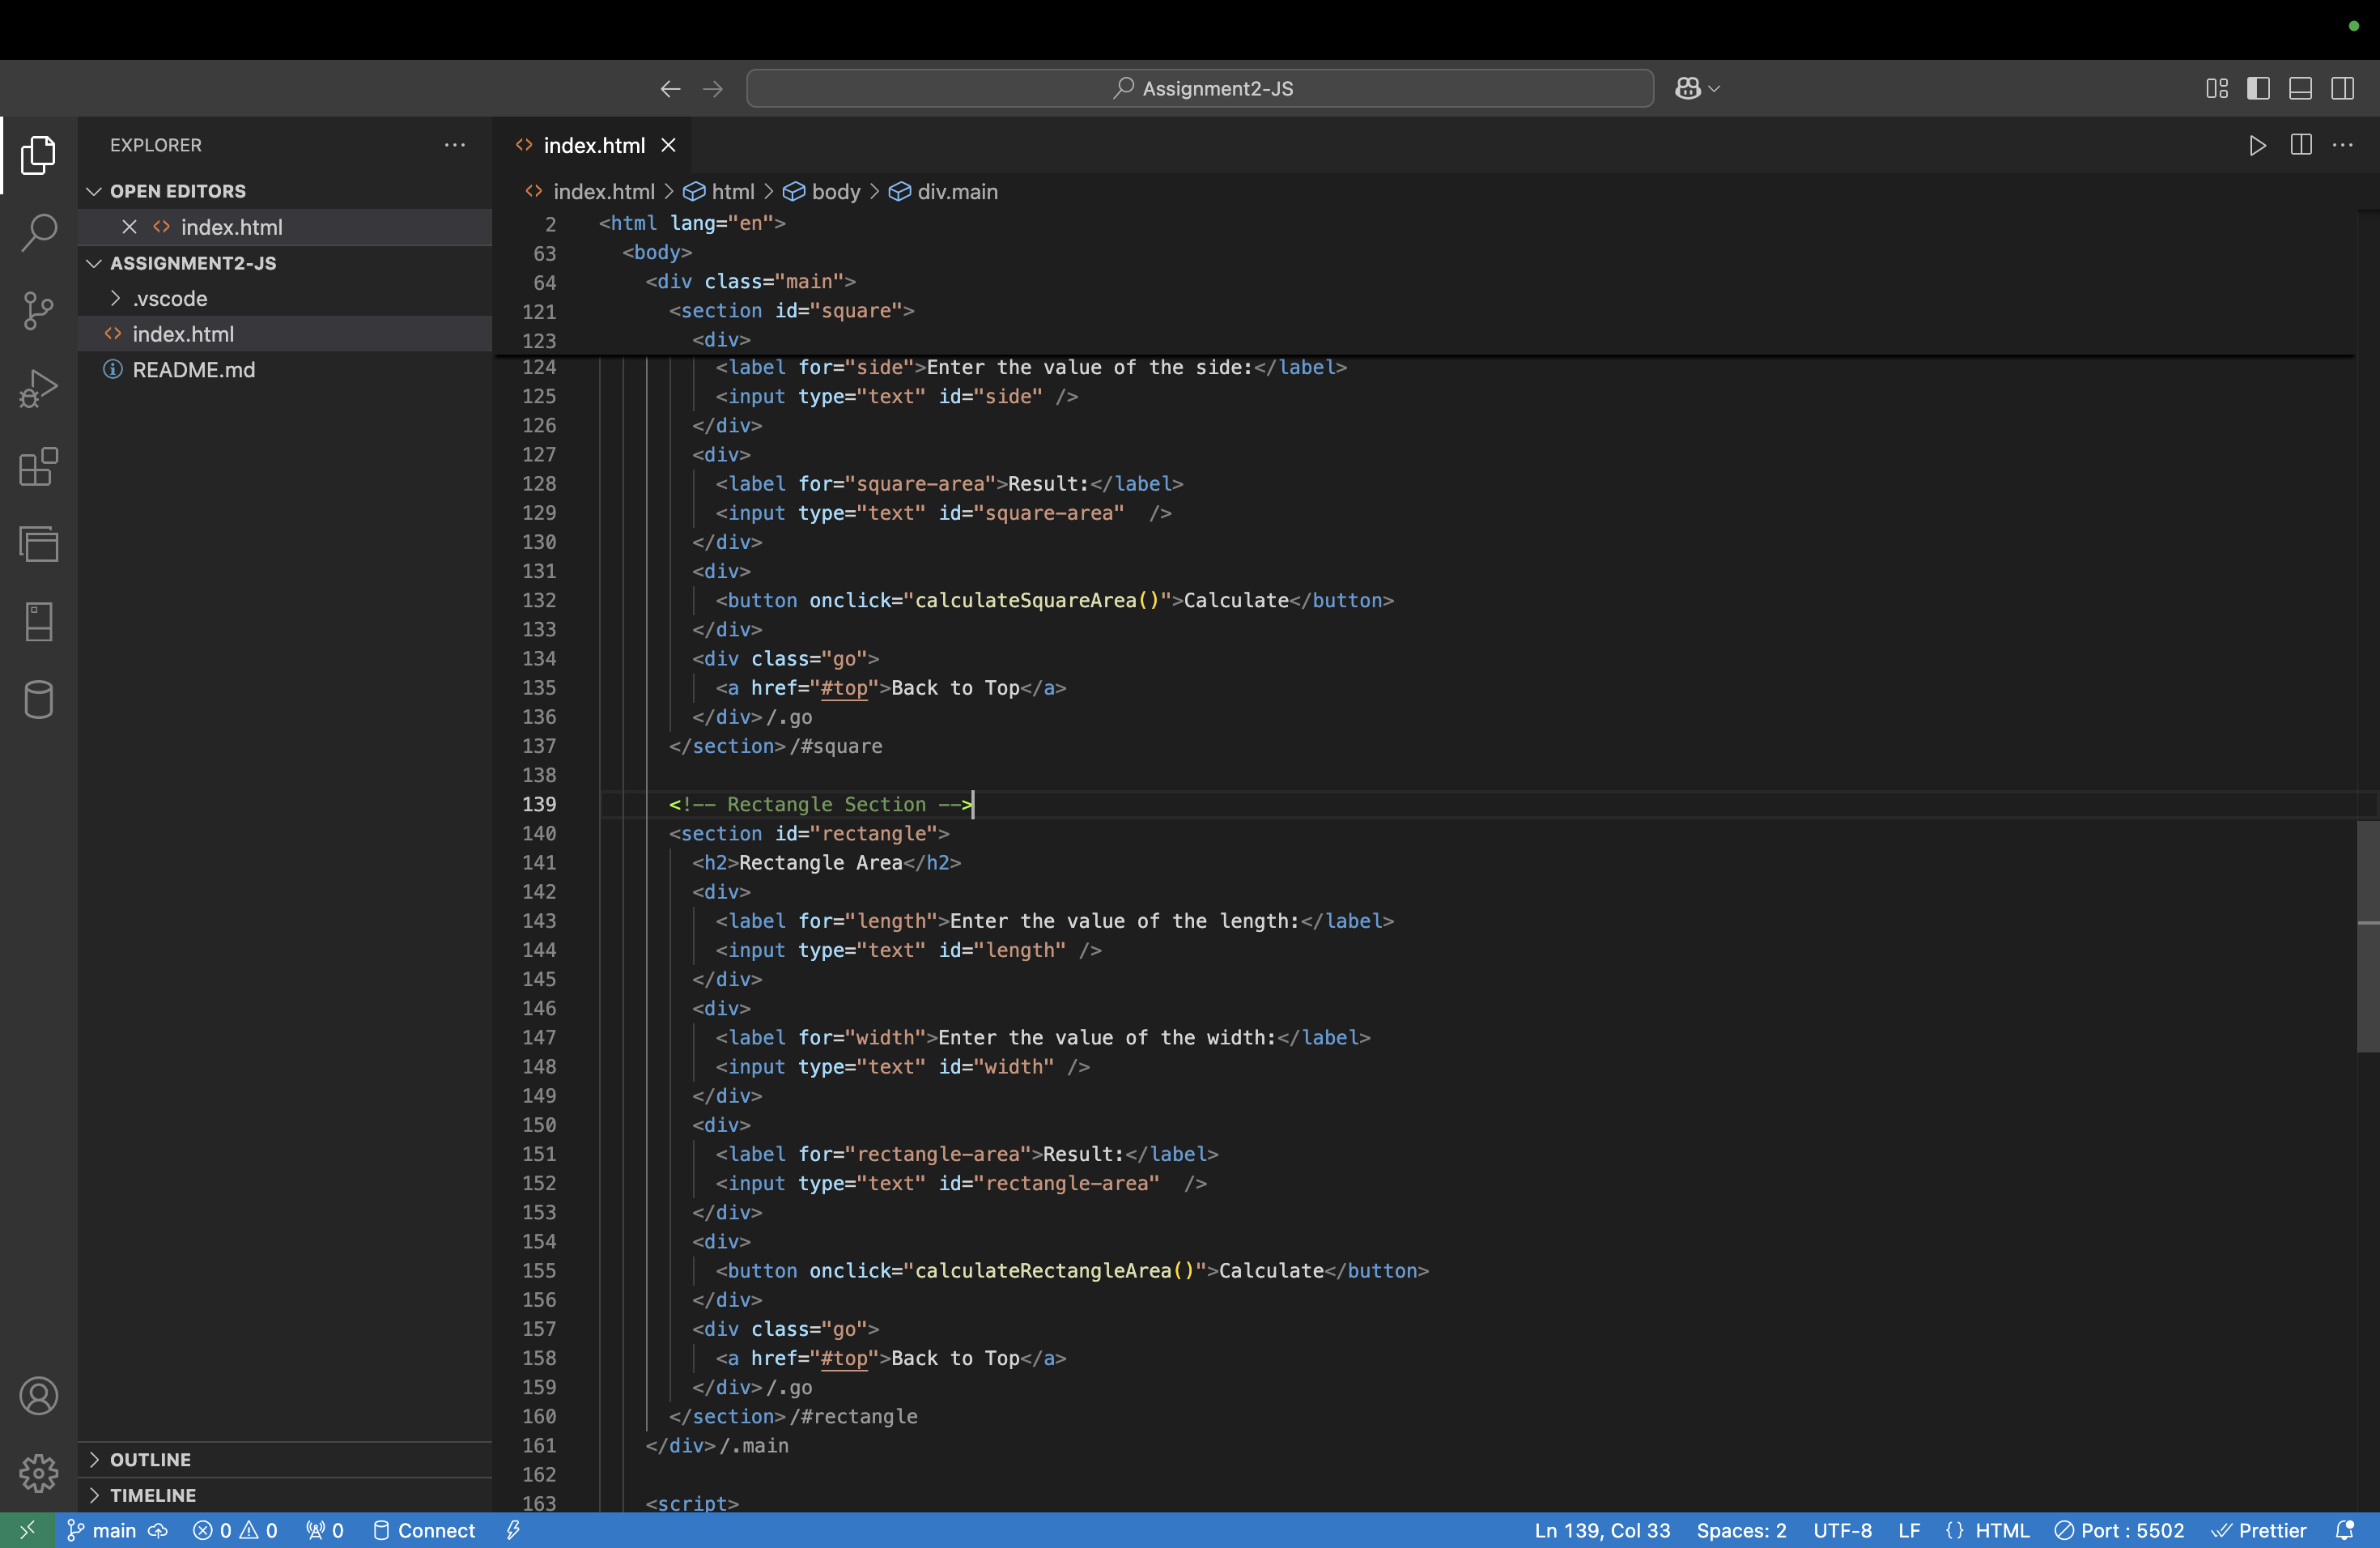 Assignment2-JS
EXPLORER
OPEN EDITORS
index.html
ASSIGNMENT2-JS
.vscode
index.html
README.md
OUTLINE
TIMELINE
index.html
index.html > html > body > div.main
2 <html lang="en">
63 <body>
64 <div class="main">
121 <section id="square">
123 <div>
124 <label for="side">Enter the value of the side:</label>
125 <input type="text" id="side" />
126 </div>
127 <div>
128 <label for="square-area">Result:</label>
129 <input type="text" id="square-area"  />
130 </div>
131 <div>
132 <button onclick="calculateSquareArea()">Calculate</button>
133 </div>
134 <div class="go">
135 <a href="#top">Back to Top</a>
136 </div>/.go
137 </section>/#square
138
139 <!-- Rectangle Section -->
140 <section id="rectangle">
141 <h2>Rectangle Area</h2>
142 <div>
143 <label for="length">Enter the value of the length:</label>
144 <input type="text" id="length" />
145 </div>
146 <div>
147 <label for="width">Enter the value of the width:</label>
148 <input type="text" id="width" />
149 </div>
150 <div>
151 <label for="rectangle-area">Result:</label>
152 <input type="text" id="rectangle-area"  />
153 </div>
154 <div>
155 <button onclick="calculateRectangleArea()">Calculate</button>
156 </div>
157 <div class="go">
158 <a href="#top">Back to Top</a>
159 </div>/.go
160 </section>/#rectangle
161 </div>/.main
162
163 <script>
main 0 0 0 Connect Ln 139, Col 33 Spaces: 2 UTF-8 LF {} HTML Port : 5502 Prettier